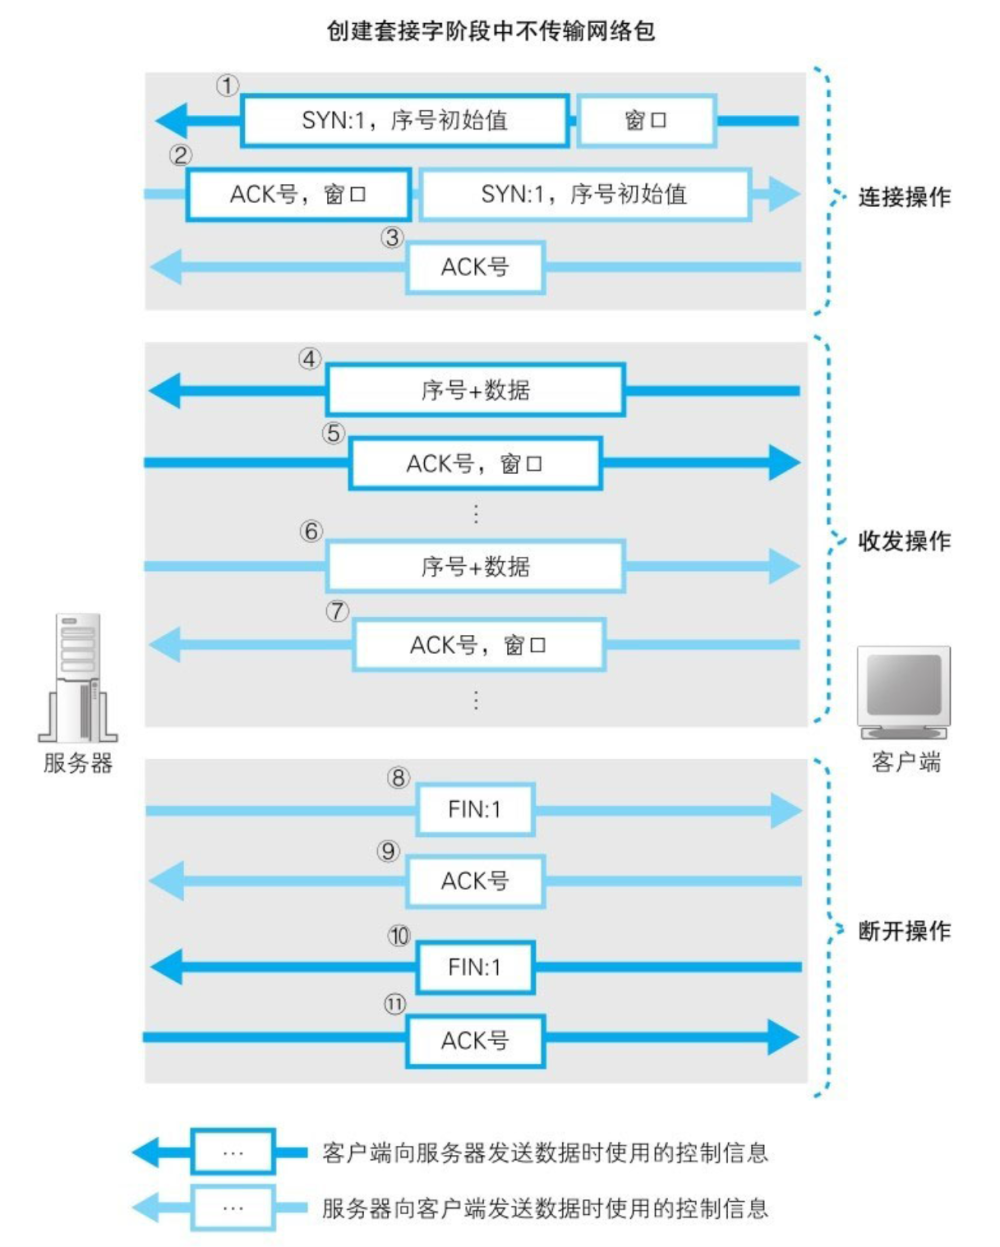 创建套接字阶段中不传输网络包
①
SYN:1，序号初始值 窗口
②
ACK号，窗口 SYN:1，序号初始值
连接操作
③
ACK号
④
序号+数据
⑤
ACK号，窗口
⋮
收发操作
⑥
序号+数据
⑦
ACK号，窗口
⋮
服务器
客户端
⑧
FIN:1
⑨
ACK号
断开操作
⑩
FIN:1
⑪
ACK号
… 客户端向服务器发送数据时使用的控制信息
… 服务器向客户端发送数据时使用的控制信息